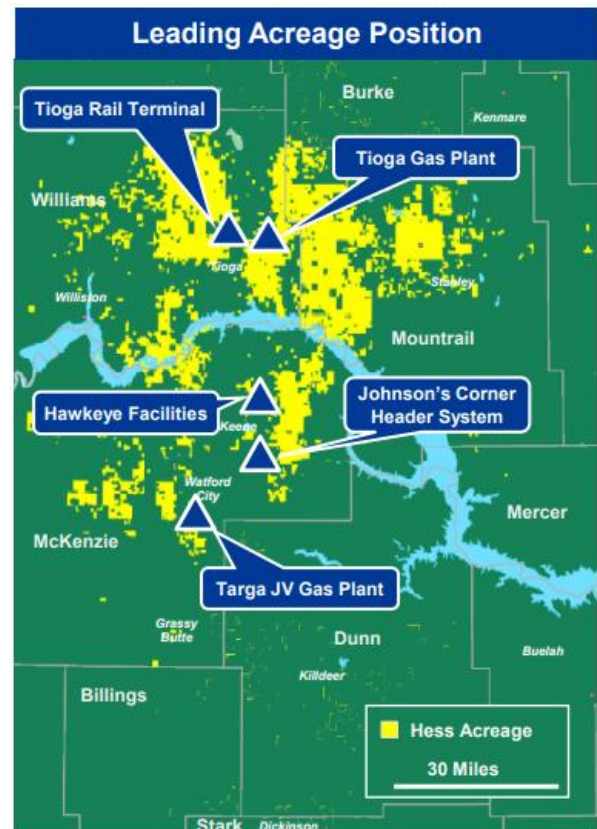 Leading Acreage Position
Burke
Tioga Rail Terminal
Kenmare
Tioga Gas Plant
Williams
Tioga
Stanley
Williston
Mountrail
Johnson's Corner
Header System
Hawkeye Facilities
Keene
Watford
City
Mercer
McKenzie
Targa JV Gas Plant
Grassy
Butte
Dunn
Buelah
Killdeer
Billings
Hess Acreage
30 Miles
Stark
Dickinson